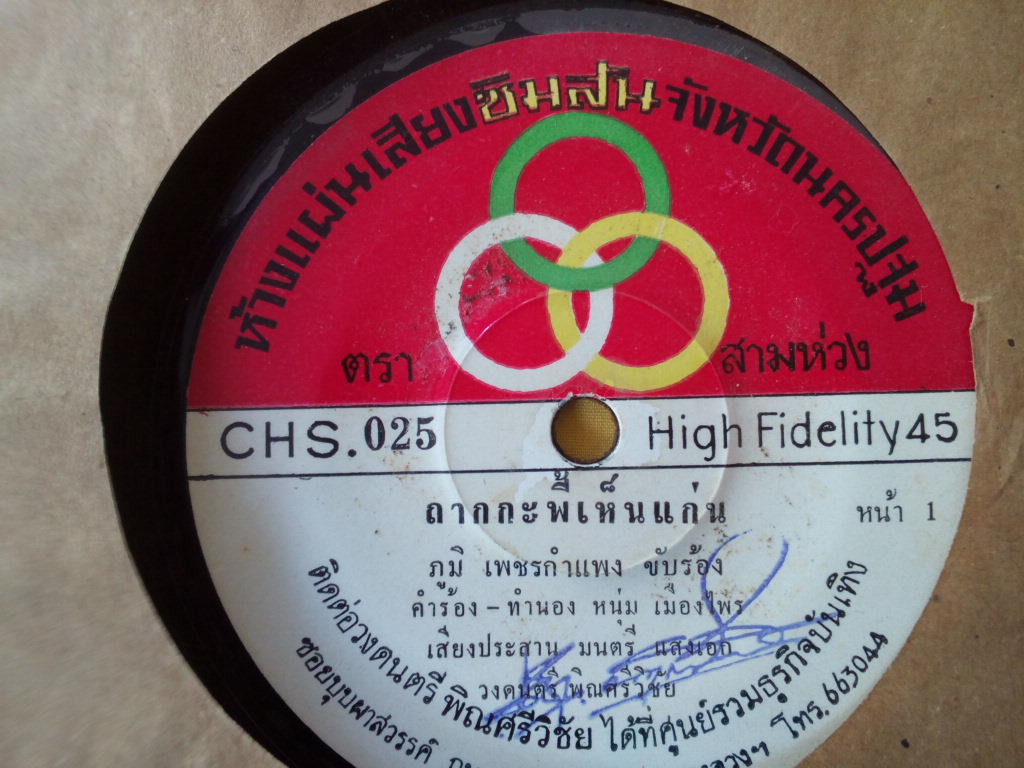 ห้างแผ่นเสียงซิมสัน จังหวัดนครปฐม
ตรา สามห่วง
CHS. 025 High Fidelity 45
ถากกะพี้เห็นแก่น หน้า 1
ภูมิ เพชรกำแพง ขับร้อง
คำร้อง - ทำนอง หนุ่ม เมืองไพร
เสียงประสาน มนตรี แสงเอก
วงดนตรี พิณศรีวิชัย
ติดต่อวงดนตรี พิณศรีวิชัย ได้ที่ศูนย์รวมธุรกิจบันเทิง
ซอยบุบผาสวรรค์ โทร. 663044